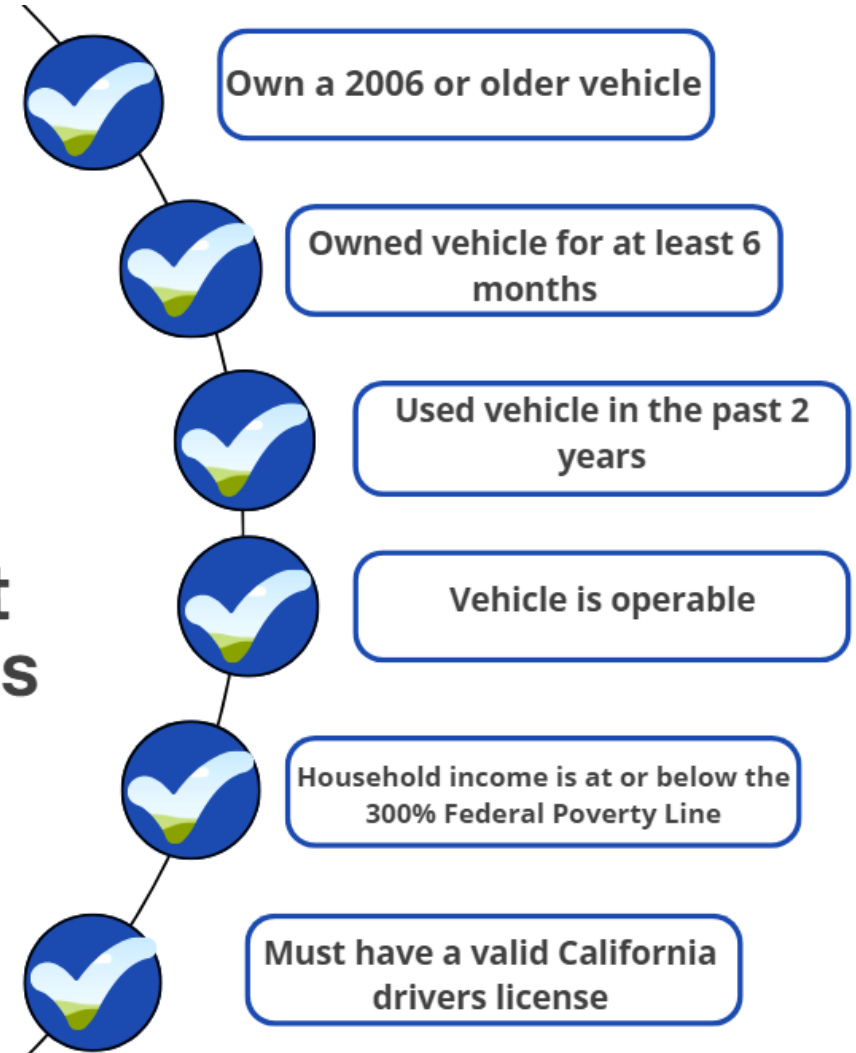 Own a 2006 or older vehicle
Owned vehicle for at least 6
months
Used vehicle in the past 2
years
Vehicle is operable
t
s
Household income is at or below the
300% Federal Poverty Line
Must have a valid California
drivers license